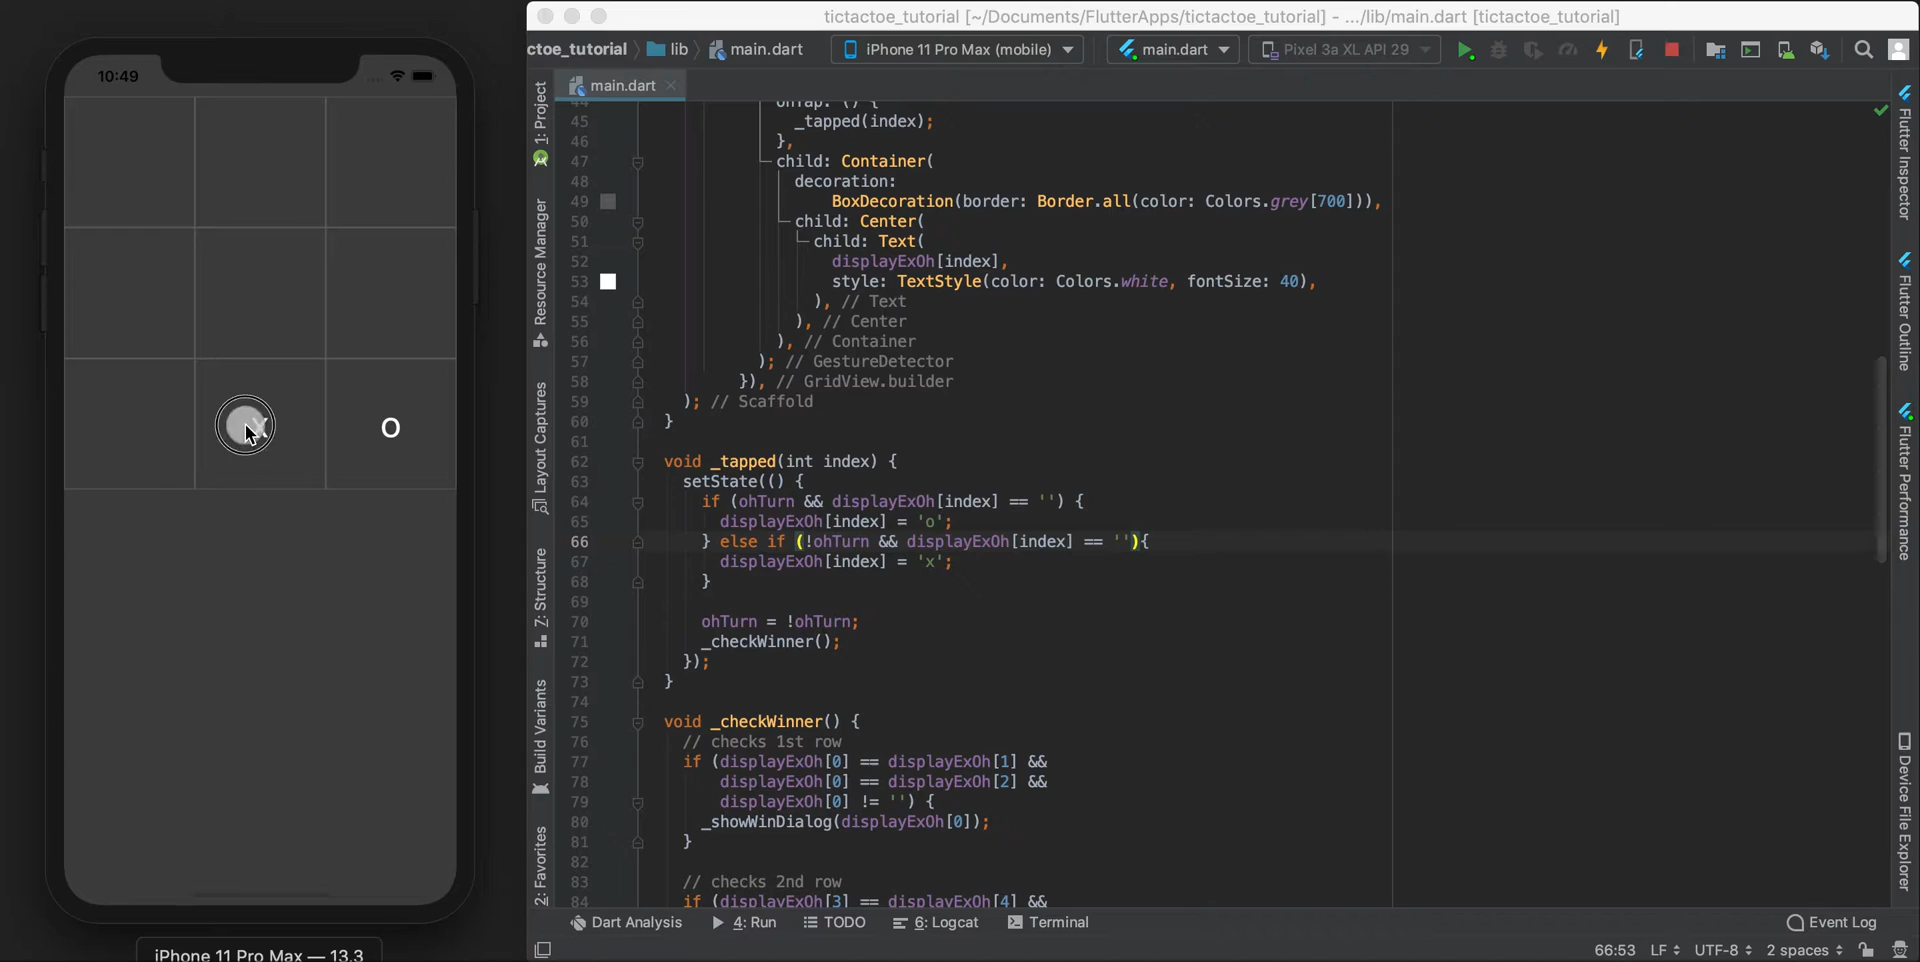 tictactoe_tutorial [~/Documents/FlutterApps/tictactoe_tutorial] - .../lib/main.dart [tictactoe_tutorial]
ctoe_tutorial lib main.dart iPhone 11 Pro Max (mobile) main.dart Pixel 3a XL API 29
10:49
main.dart
44 onTap: () {
45 _tapped(index);
46 },
47 child: Container(
48 decoration:
49 BoxDecoration(border: Border.all(color: Colors.grey[700])),
50 child: Center(
51 child: Text(
52 displayExOh[index],
53 style: TextStyle(color: Colors.white, fontSize: 40),
54 ), // Text
55 ), // Center
56 ), // Container
57 ); // GestureDetector
58 }), // GridView.builder
59 ); // Scaffold
60 }
61
62 void _tapped(int index) {
63 setState(() {
64 if (ohTurn && displayExOh[index] == '') {
65 displayExOh[index] = 'o';
66 } else if (!ohTurn && displayExOh[index] == ''){
67 displayExOh[index] = 'x';
68 }
69
70 ohTurn = !ohTurn;
71 _checkWinner();
72 });
73 }
74
75 void _checkWinner() {
76 // checks 1st row
77 if (displayExOh[0] == displayExOh[1] &&
78 displayExOh[0] == displayExOh[2] &&
79 displayExOh[0] != '') {
80 _showWinDialog(displayExOh[0]);
81 }
82
83 // checks 2nd row
84 if (displayExOh[3] == displayExOh[4] &&
x o
1: Project
Resource Manager
Layout Captures
Z: Structure
Build Variants
2: Favorites
Flutter Inspector
Flutter Outline
Flutter Performance
Device File Explorer
Dart Analysis 4: Run TODO 6: Logcat Terminal Event Log
66:53 LF UTF-8 2 spaces
iPhone 11 Pro Max — 13.3